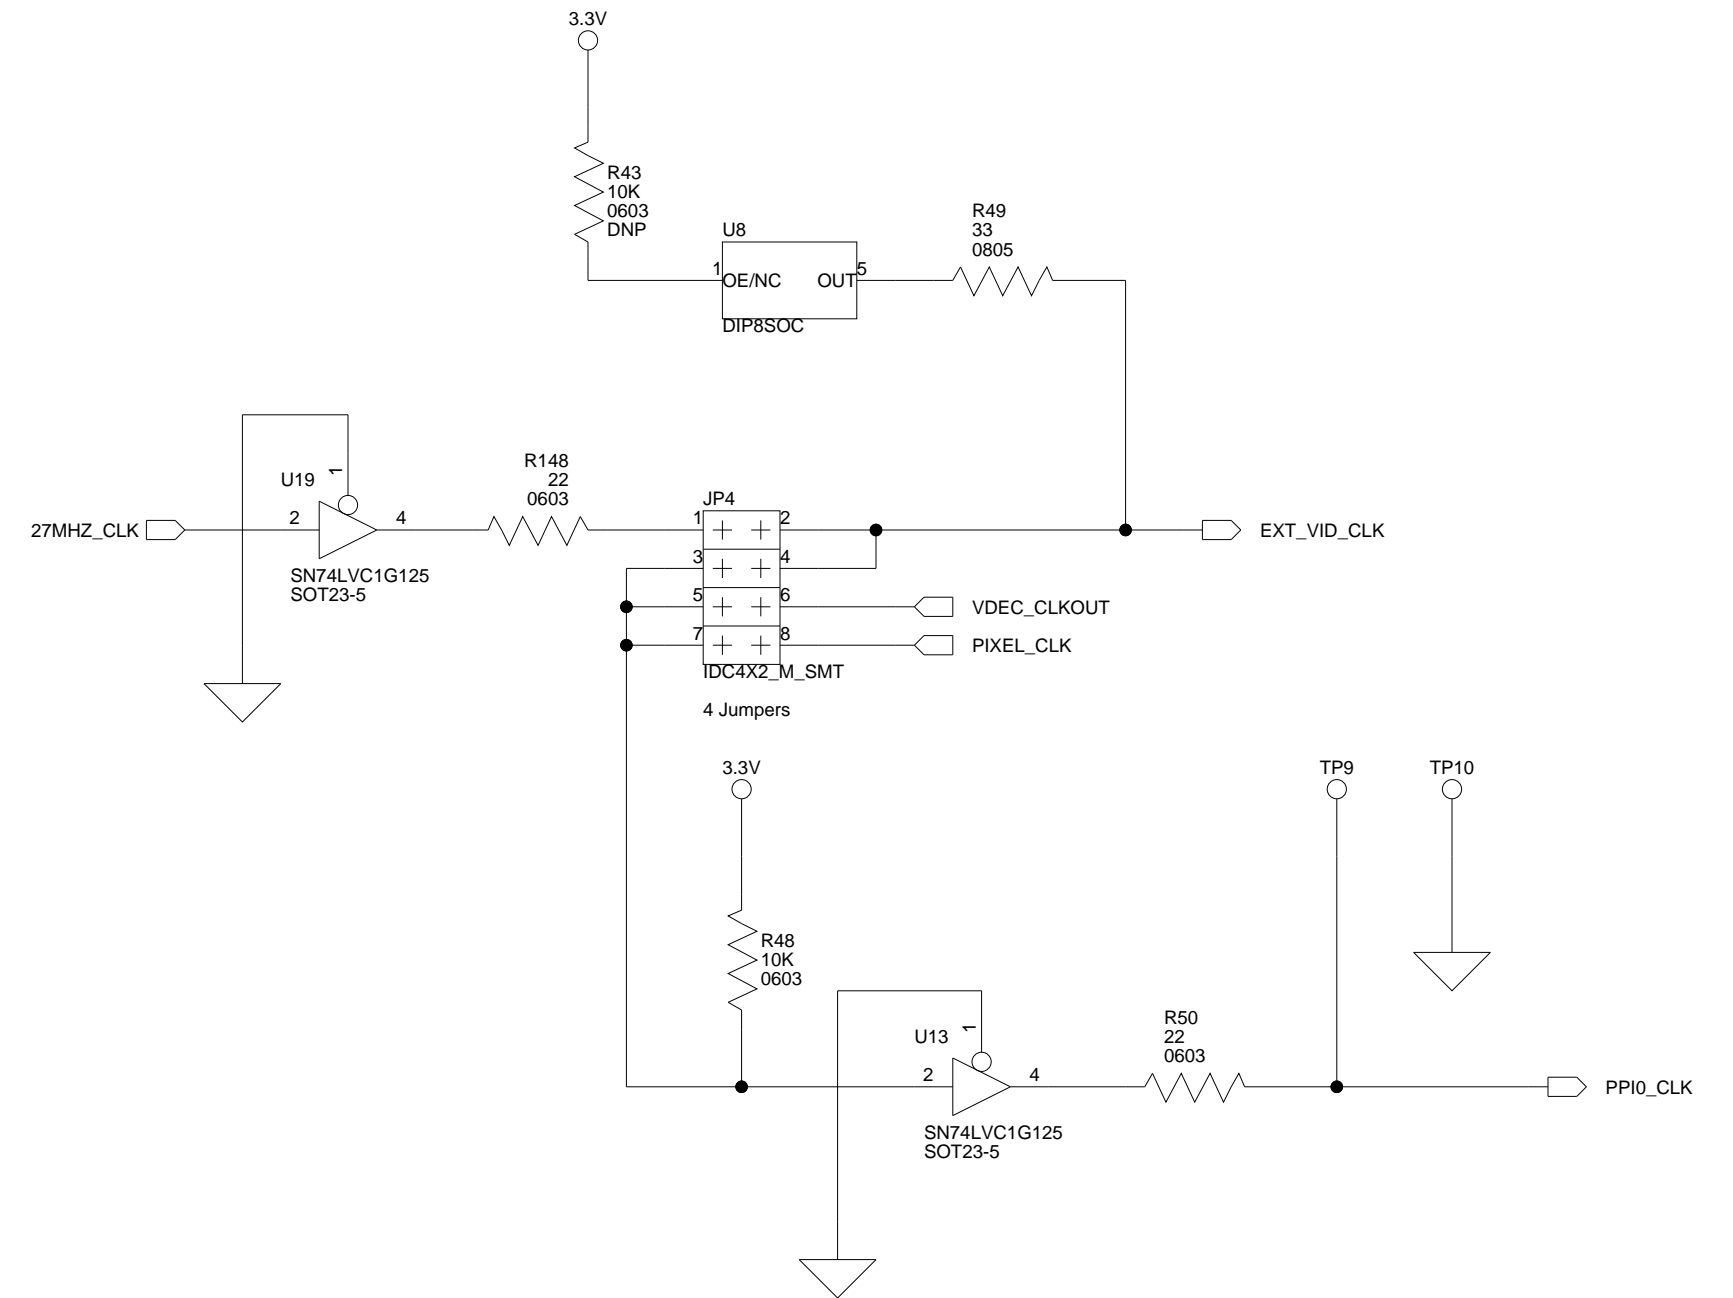 3.3V
R43
10K
0603
DNP
U8
1
OE/NC
OUT
5
DIP8SOC
R49
33
0805
U19
1
27MHZ_CLK
2
4
SN74LVC1G125
SOT23-5
R148
22
0603
JP4
1
2
3
4
5
6
7
8
IDC4X2_M_SMT
4 Jumpers
EXT_VID_CLK
VDEC_CLKOUT
PIXEL_CLK
3.3V
R48
10K
0603
U13
1
2
4
SN74LVC1G125
SOT23-5
R50
22
0603
TP9
TP10
PPI0_CLK